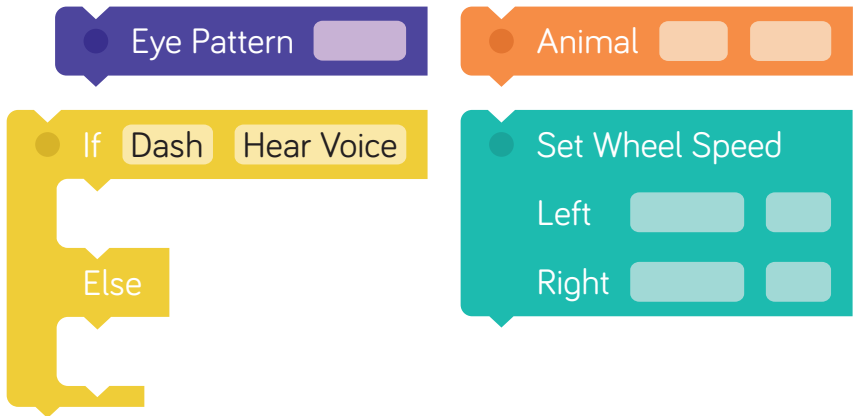 Eye Pattern
Animal
If Dash Hear Voice
Else
Set Wheel Speed
Left
Right